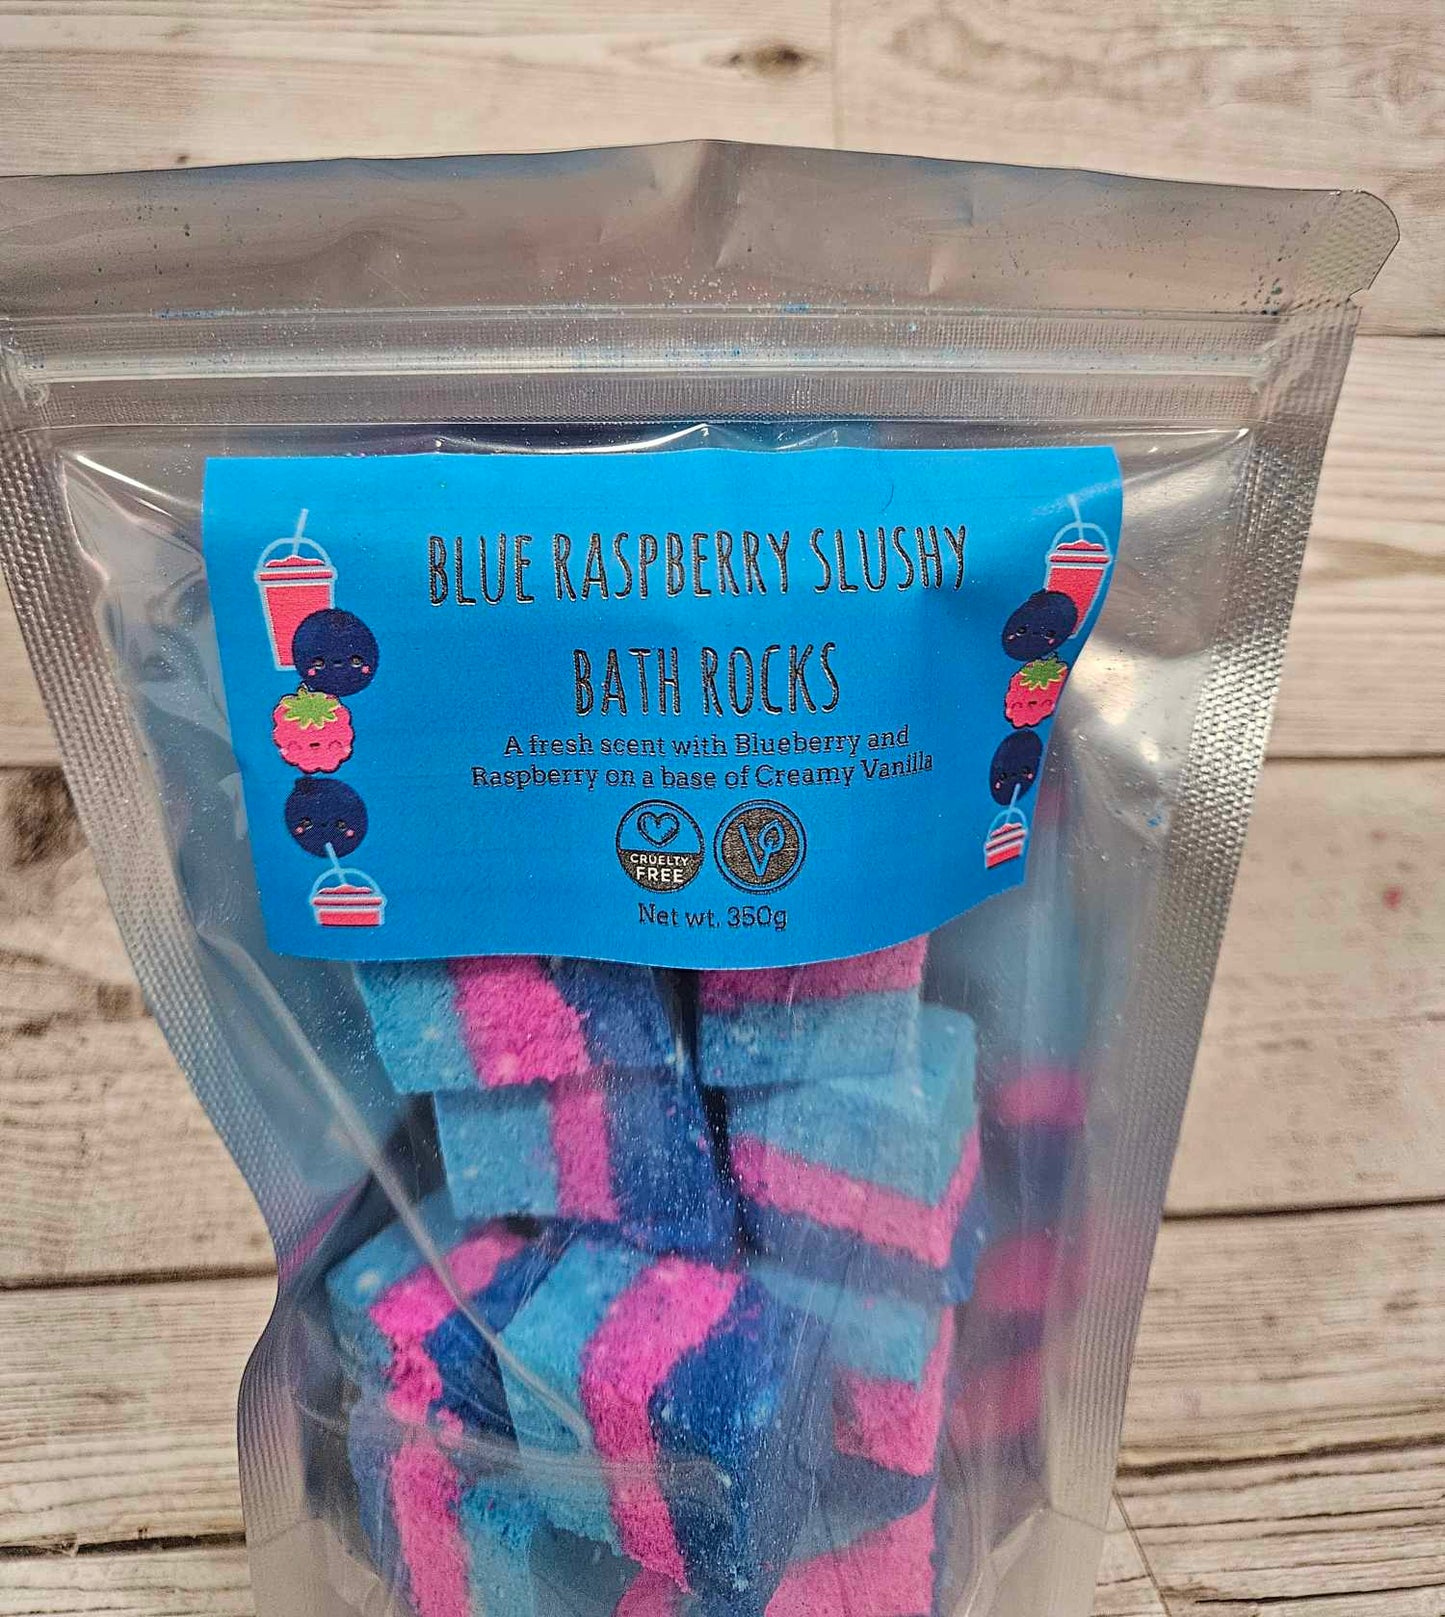 BLUE RASPBERRY SLUSHY
BATH ROCKS
A fresh scent with Blueberry and
Raspberry on a base of Creamy Vanilla
CRUELTY
FREE
V
Net wt. 350g